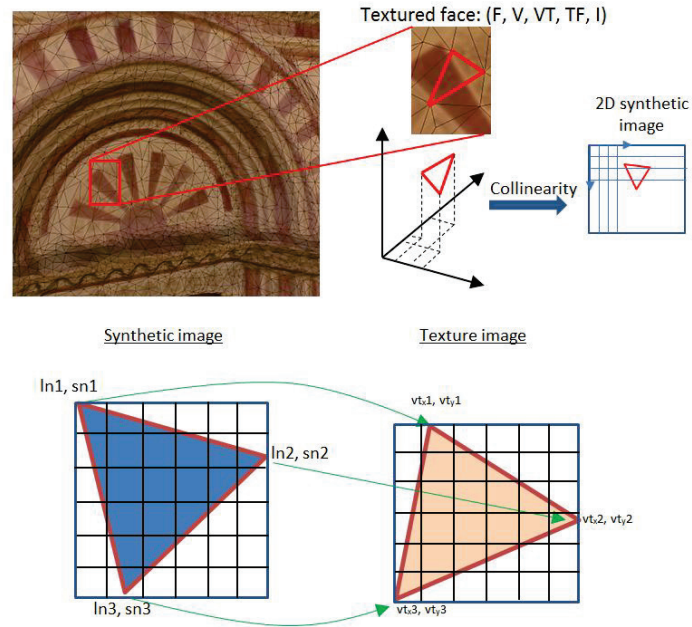 Textured face: (F, V, VT, TF, I)
2D synthetic
image
Collinearity
Synthetic image
Texture image
ln1, sn1
vtx1, vty1
ln2, sn2
vtx2, vty2
ln3, sn3
vtx3, vty3